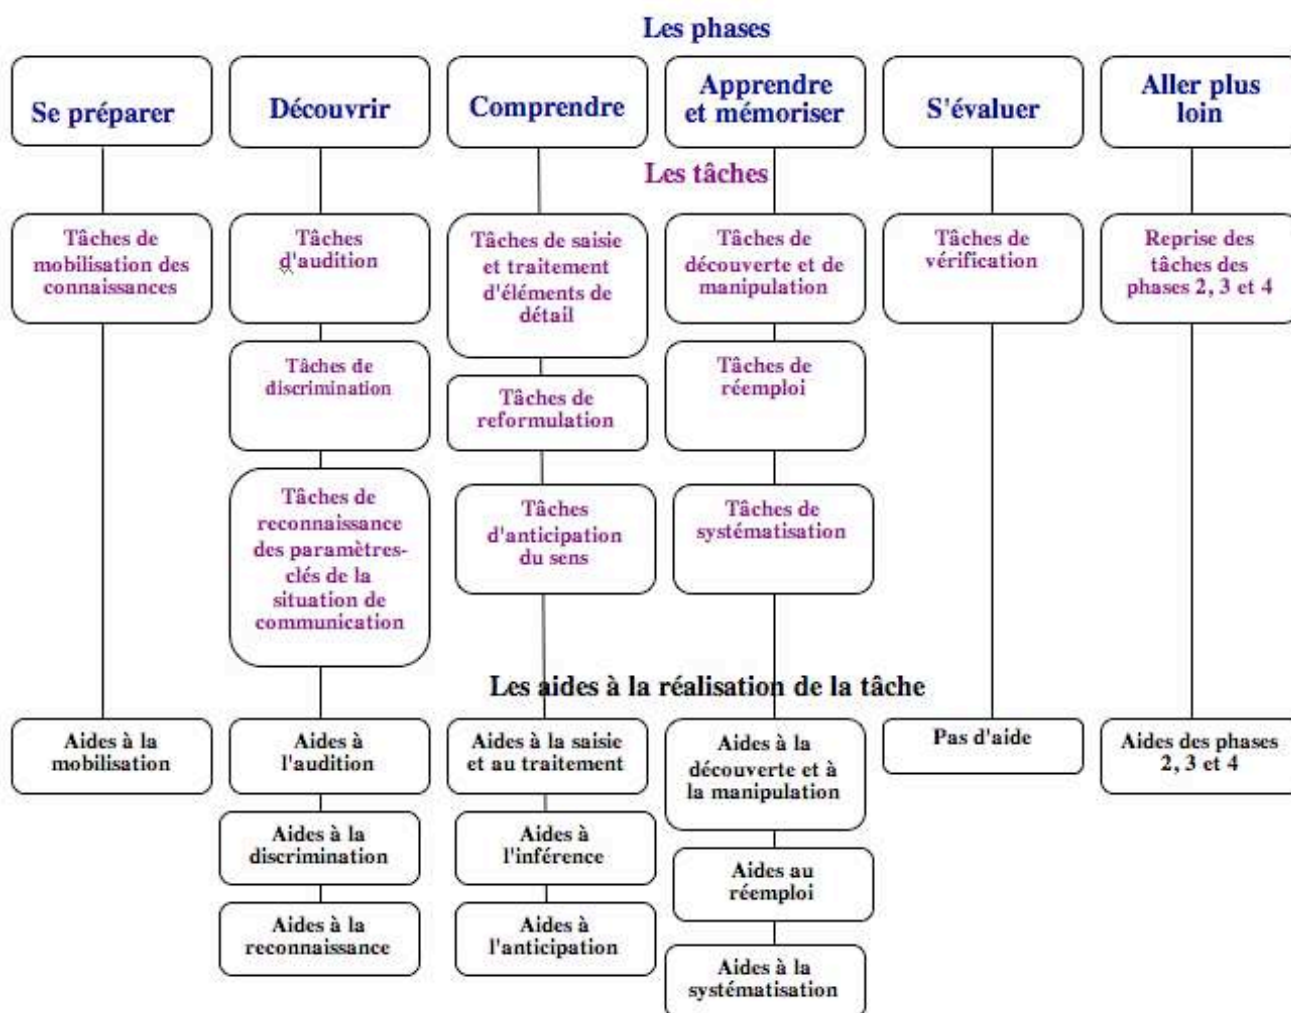 Les phases
Se préparer
Découvrir
Comprendre
Apprendre
et mémoriser
S'évaluer
Aller plus
loin
Les tâches
Tâches de
mobilisation des
connaissances
Tâches
d'audition
Tâches de saisie
et traitement
d'éléments de
détail
Tâches de
découverte et de
manipulation
Tâches de
vérification
Reprise des
tâches des
phases 2, 3 et 4
Tâches de
discrimination
Tâches de
reformulation
Tâches de
réemploi
Tâches de
reconnaissance
des paramètres-
clés de la
situation de
communication
Tâches
d'anticipation
du sens
Tâches de
systématisation
Les aides à la réalisation de la tâche
Aides à la
mobilisation
Aides à
l'audition
Aides à la saisie
et au traitement
Aides à la
découverte et à
la manipulation
Pas d'aide
Aides des phases
2, 3 et 4
Aides à la
discrimination
Aides à
l'inférence
Aides au
réemploi
Aides à la
reconnaissance
Aides à
l'anticipation
Aides à la
systématisation